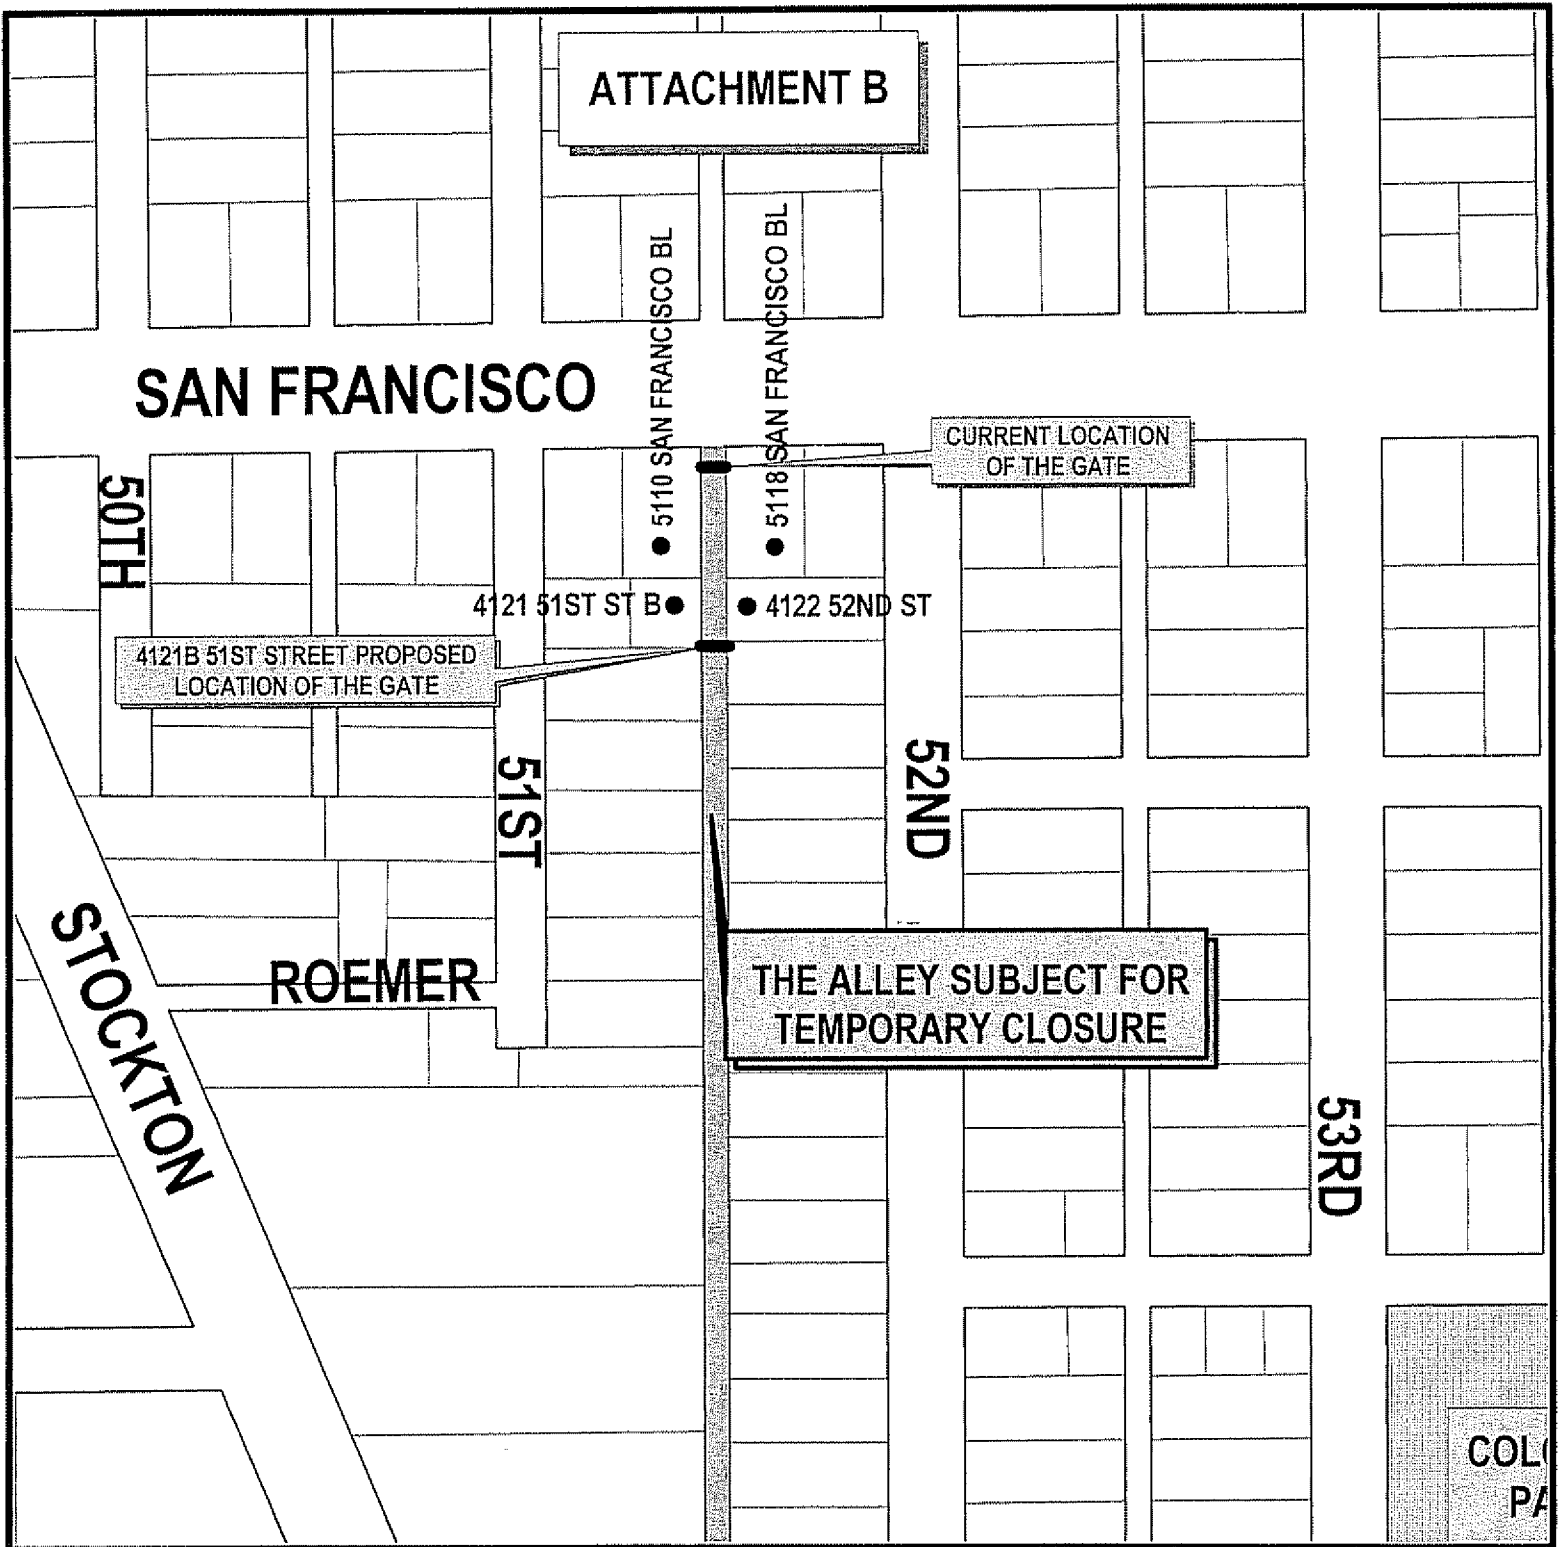 ATTACHMENT B
5110 SAN FRANCISCO BL
5118 SAN FRANCISCO BL
SAN FRANCISCO
CURRENT LOCATION
OF THE GATE
50TH
4121 51ST ST B
4122 52ND ST
4121B 51ST STREET PROPOSED
LOCATION OF THE GATE
51ST
52ND
STOCKTON
ROEMER
THE ALLEY SUBJECT FOR
TEMPORARY CLOSURE
53RD